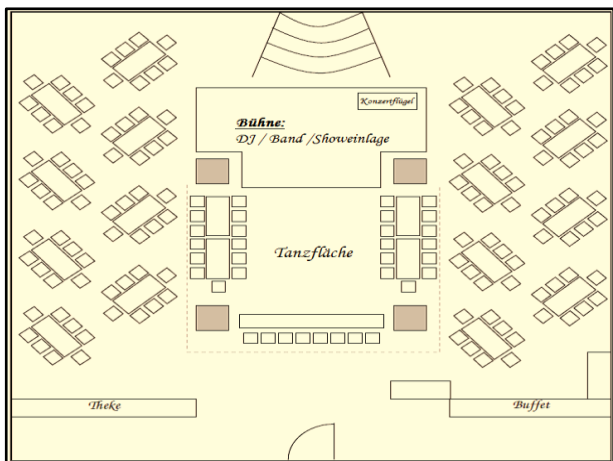 Konzertflügel
Bühne:
DJ / Band /Showeinlage
Tanzfläche
Theke
Buffet